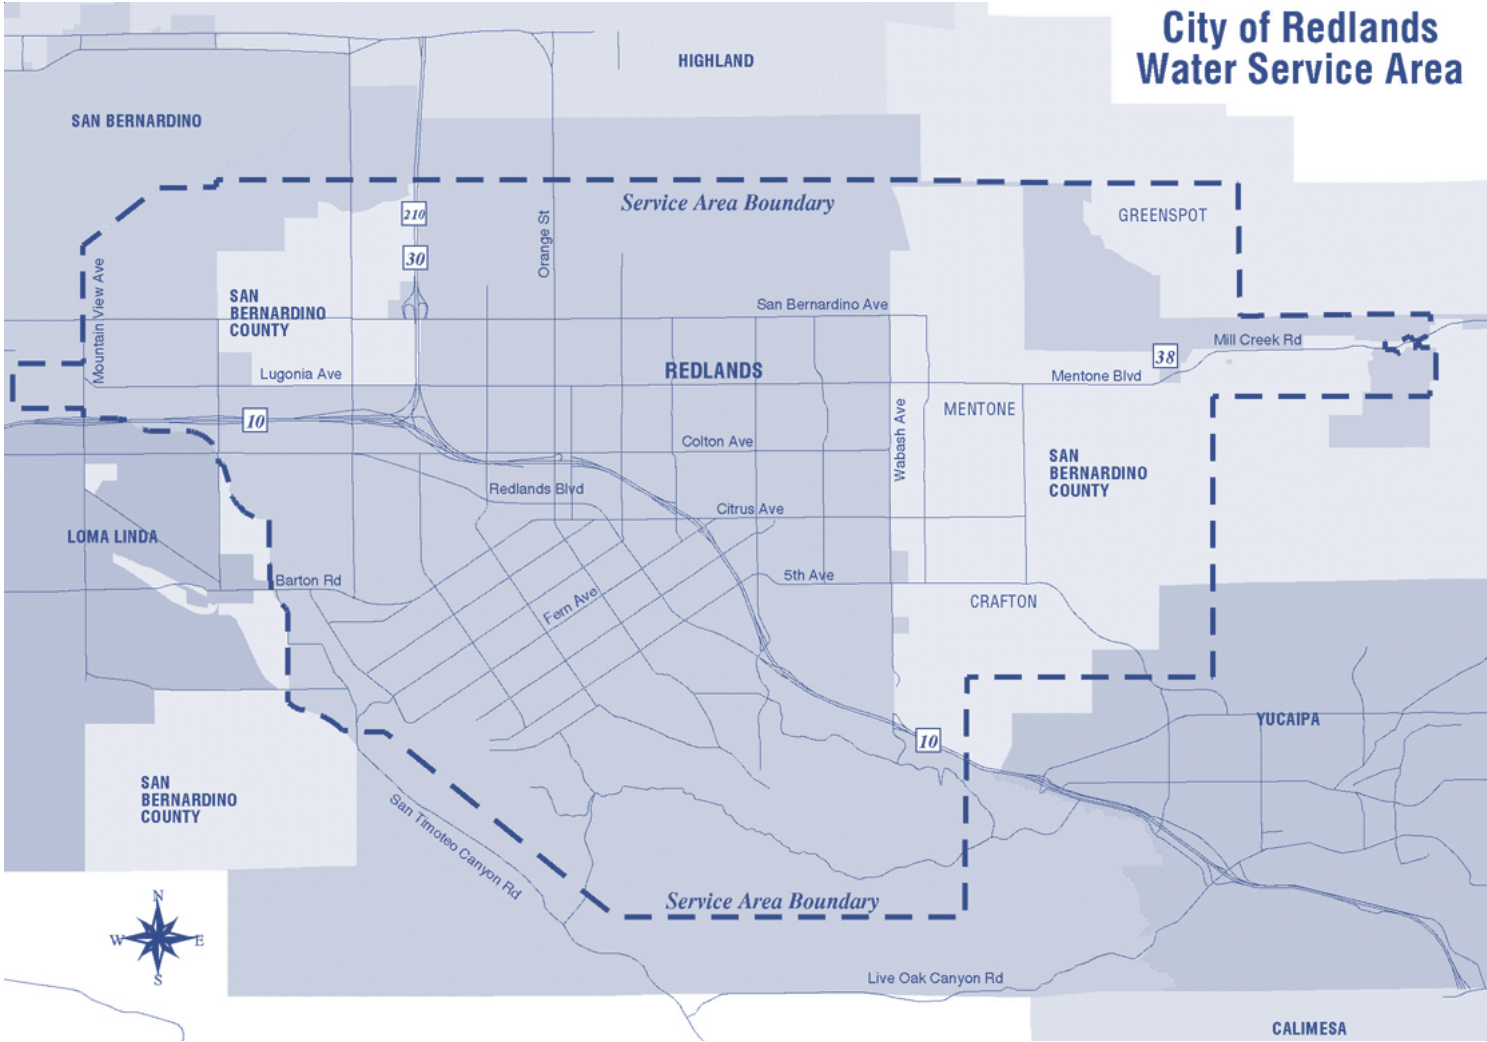 City of Redlands
Water Service Area
HIGHLAND
SAN BERNARDINO
Service Area Boundary
210
GREENSPOT
Orange St
30
Mountain View Ave
SAN
BERNARDINO
COUNTY
San Bernardino Ave
Mill Creek Rd
38
Lugonia Ave
REDLANDS
Mentone Blvd
MENTONE
10
Wabash Ave
Colton Ave
SAN
BERNARDINO
COUNTY
Redlands Blvd
Citrus Ave
LOMA LINDA
Barton Rd
5th Ave
Fern Ave
CRAFTON
YUCAIPA
10
SAN
BERNARDINO
COUNTY
San Timoteo Canyon Rd
Service Area Boundary
N
W E
S
Live Oak Canyon Rd
CALIMESA